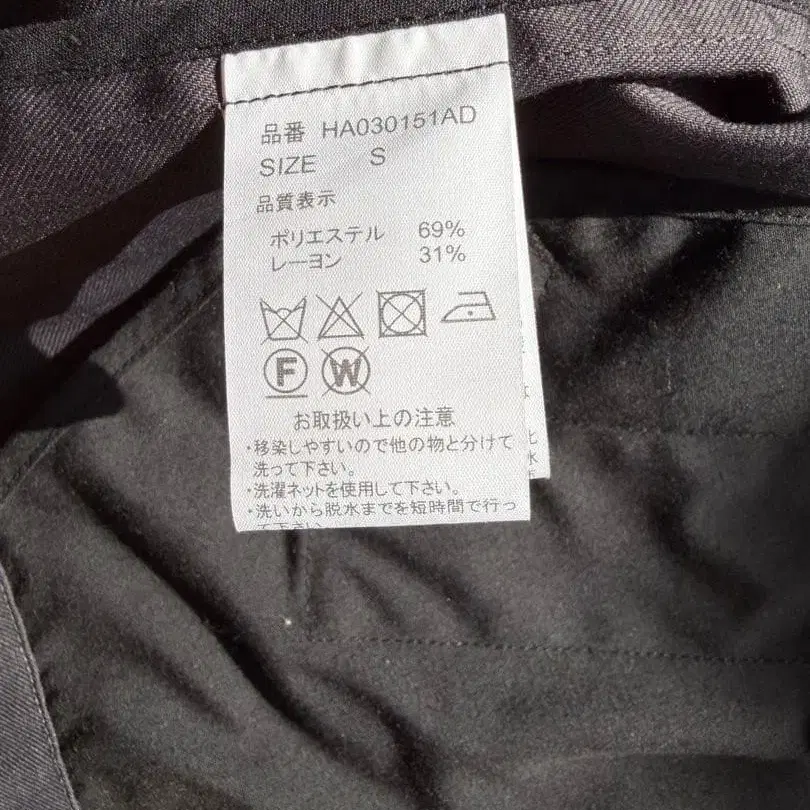 品番 HA030151AD
SIZE S
品質表示
ポリエステル 69%
レーヨン 31%
F W
お取扱い上の注意
・移染しやすいので他の物と分けて
洗って下さい。
・洗濯ネットを使用して下さい。
・洗いから脱水までを短時間で行っ
て下さい。